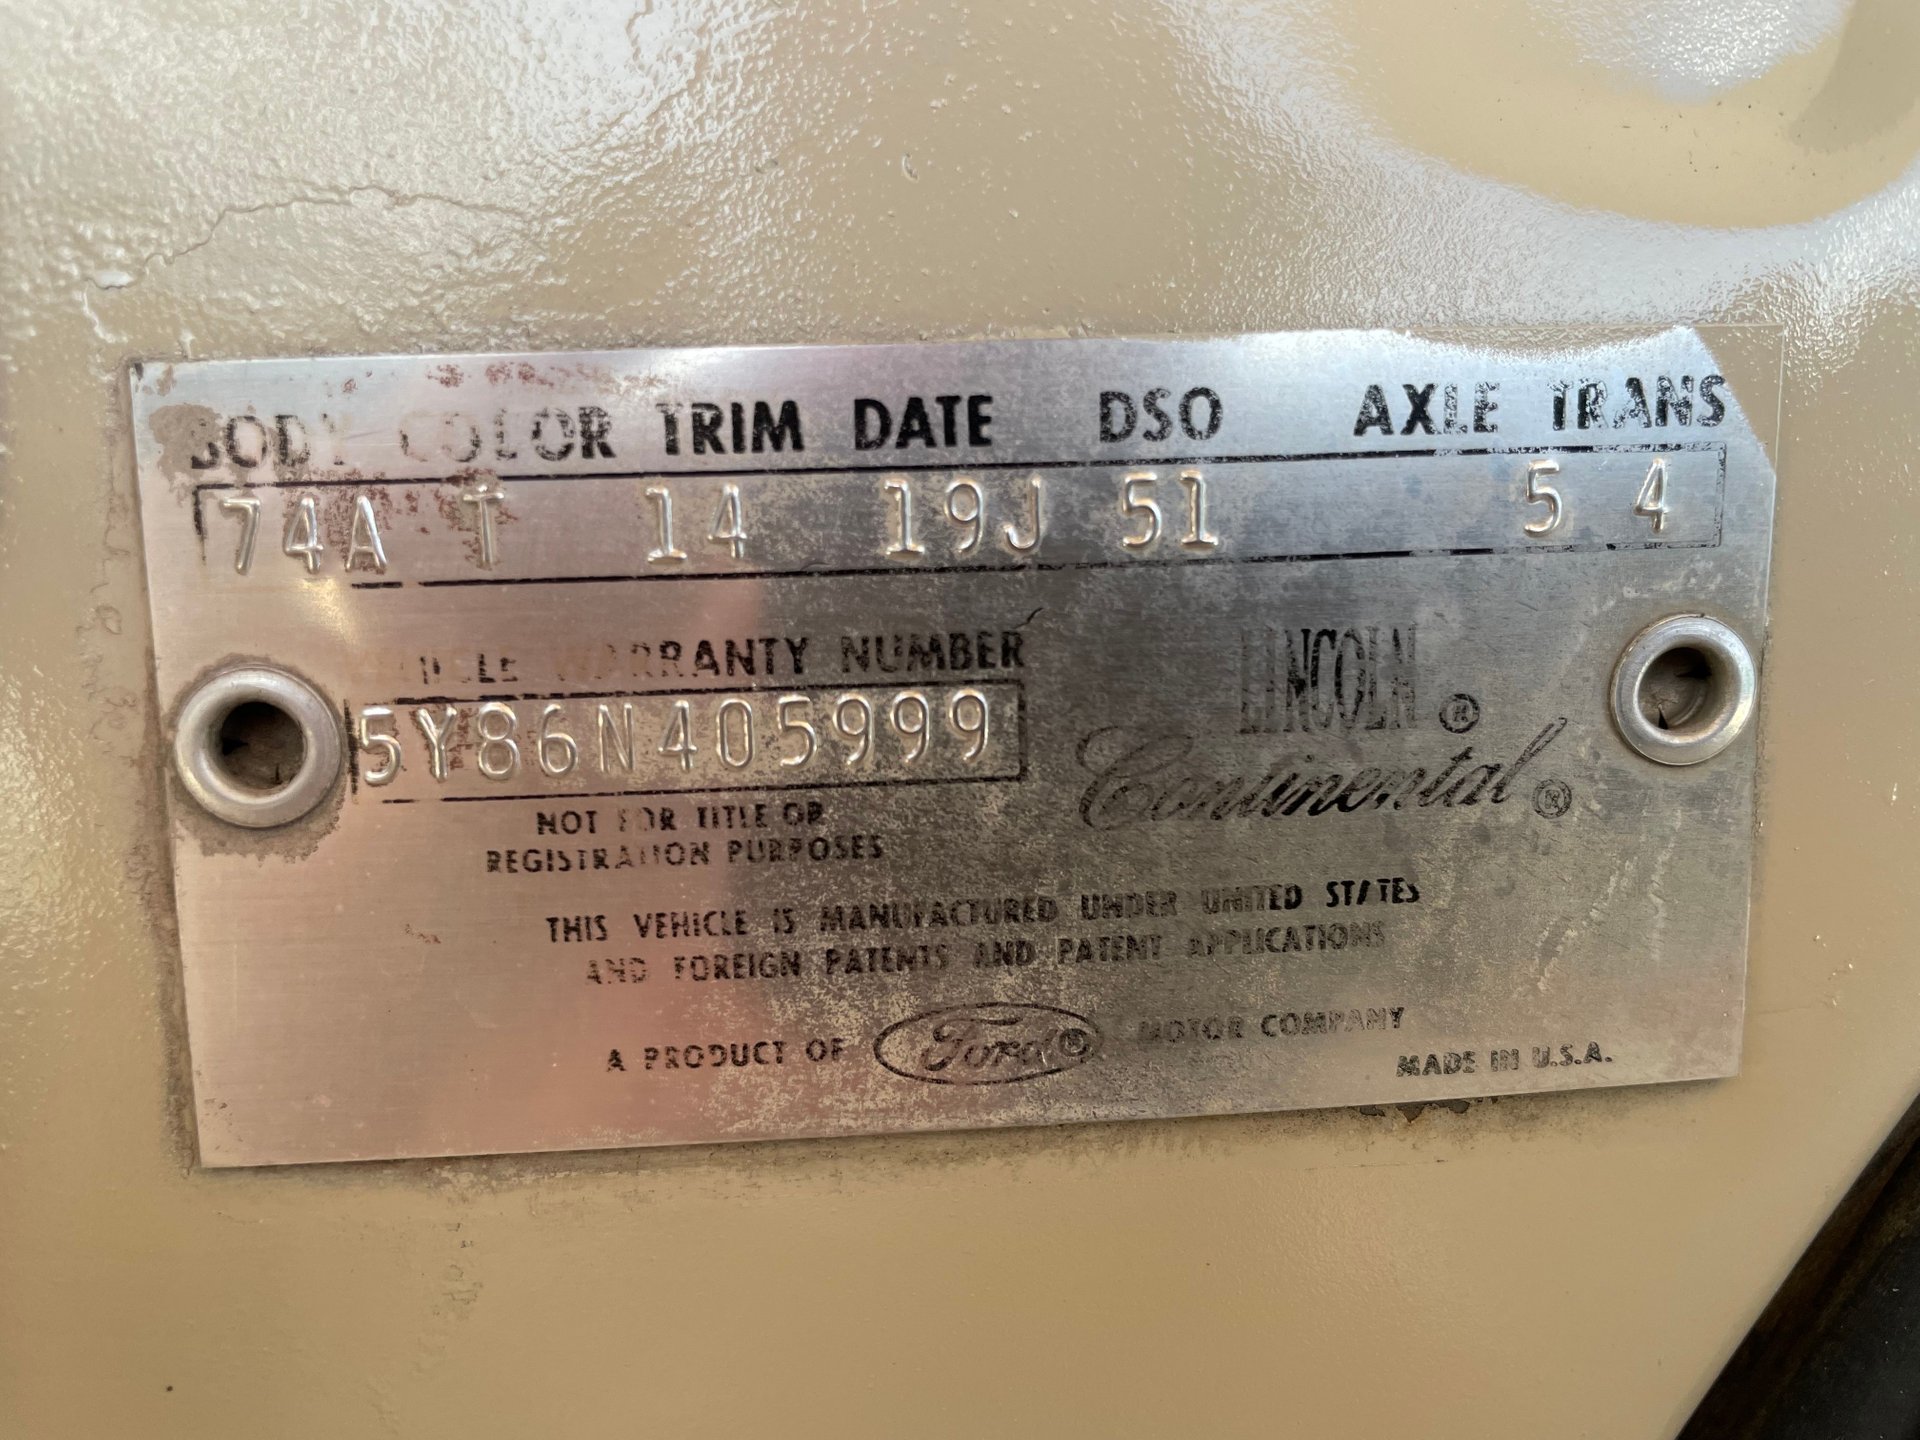 BODY COLOR TRIM DATE DSO AXLE TRANS
74A T 14 19J 51 5 4
VEHICLE WARRANTY NUMBER
5Y86N405999
NOT FOR TITLE OR
REGISTRATION PURPOSES
LINCOLN ®
Continental ®
THIS VEHICLE IS MANUFACTURED UNDER UNITED STATES
AND FOREIGN PATENTS AND PATENT APPLICATIONS
A PRODUCT OF Ford ® MOTOR COMPANY
MADE IN U.S.A.